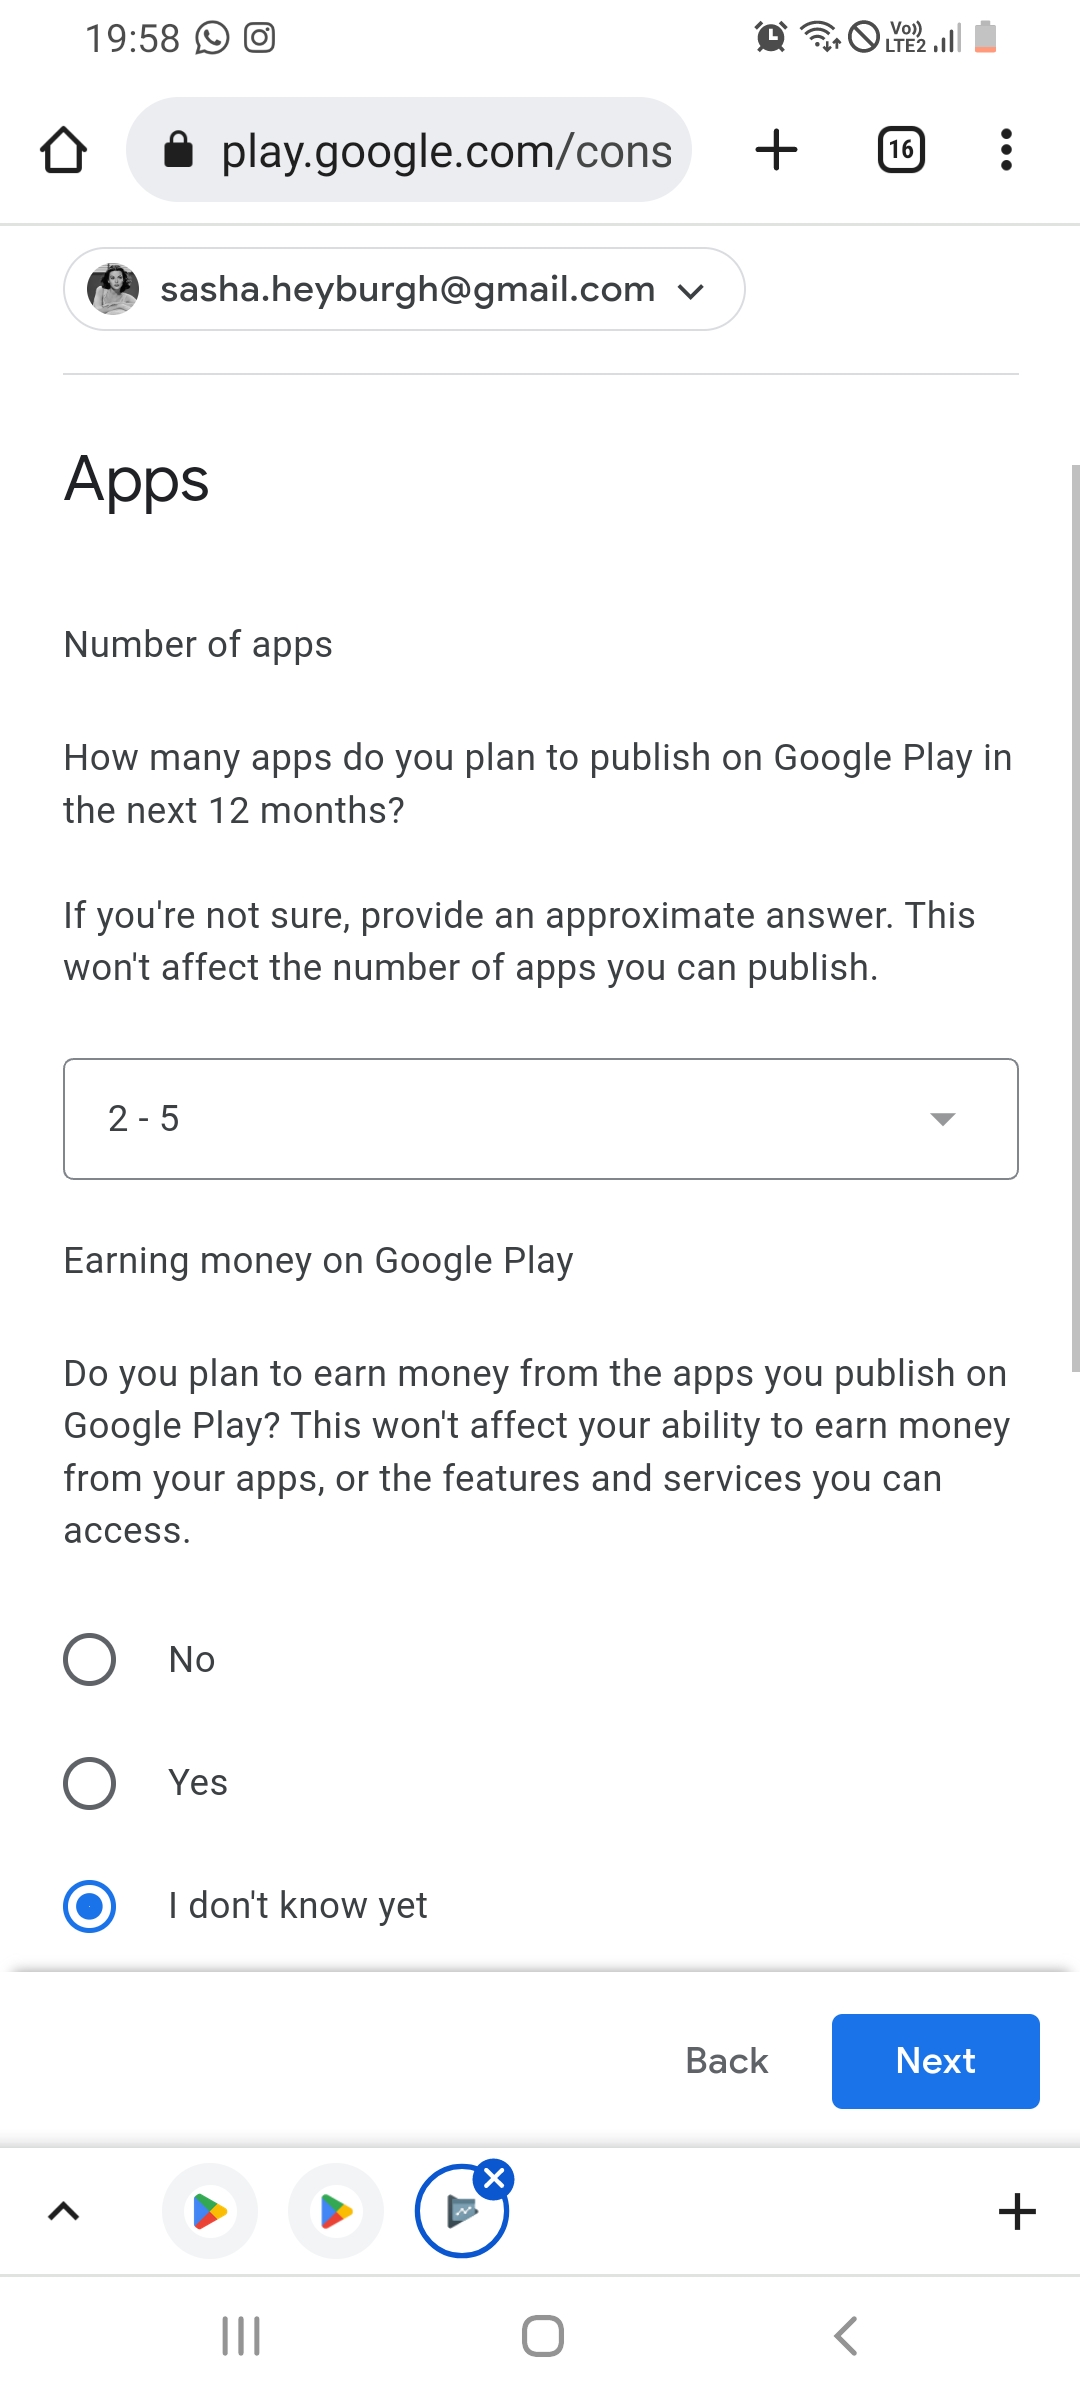 19:58
Vo))
LTE2
play.google.com/cons
16
sasha.heyburgh@gmail.com
Apps
Number of apps
How many apps do you plan to publish on Google Play in
the next 12 months?
If you're not sure, provide an approximate answer. This
won't affect the number of apps you can publish.
2 - 5
Earning money on Google Play
Do you plan to earn money from the apps you publish on
Google Play? This won't affect your ability to earn money
from your apps, or the features and services you can
access.
No
Yes
I don't know yet
Back
Next